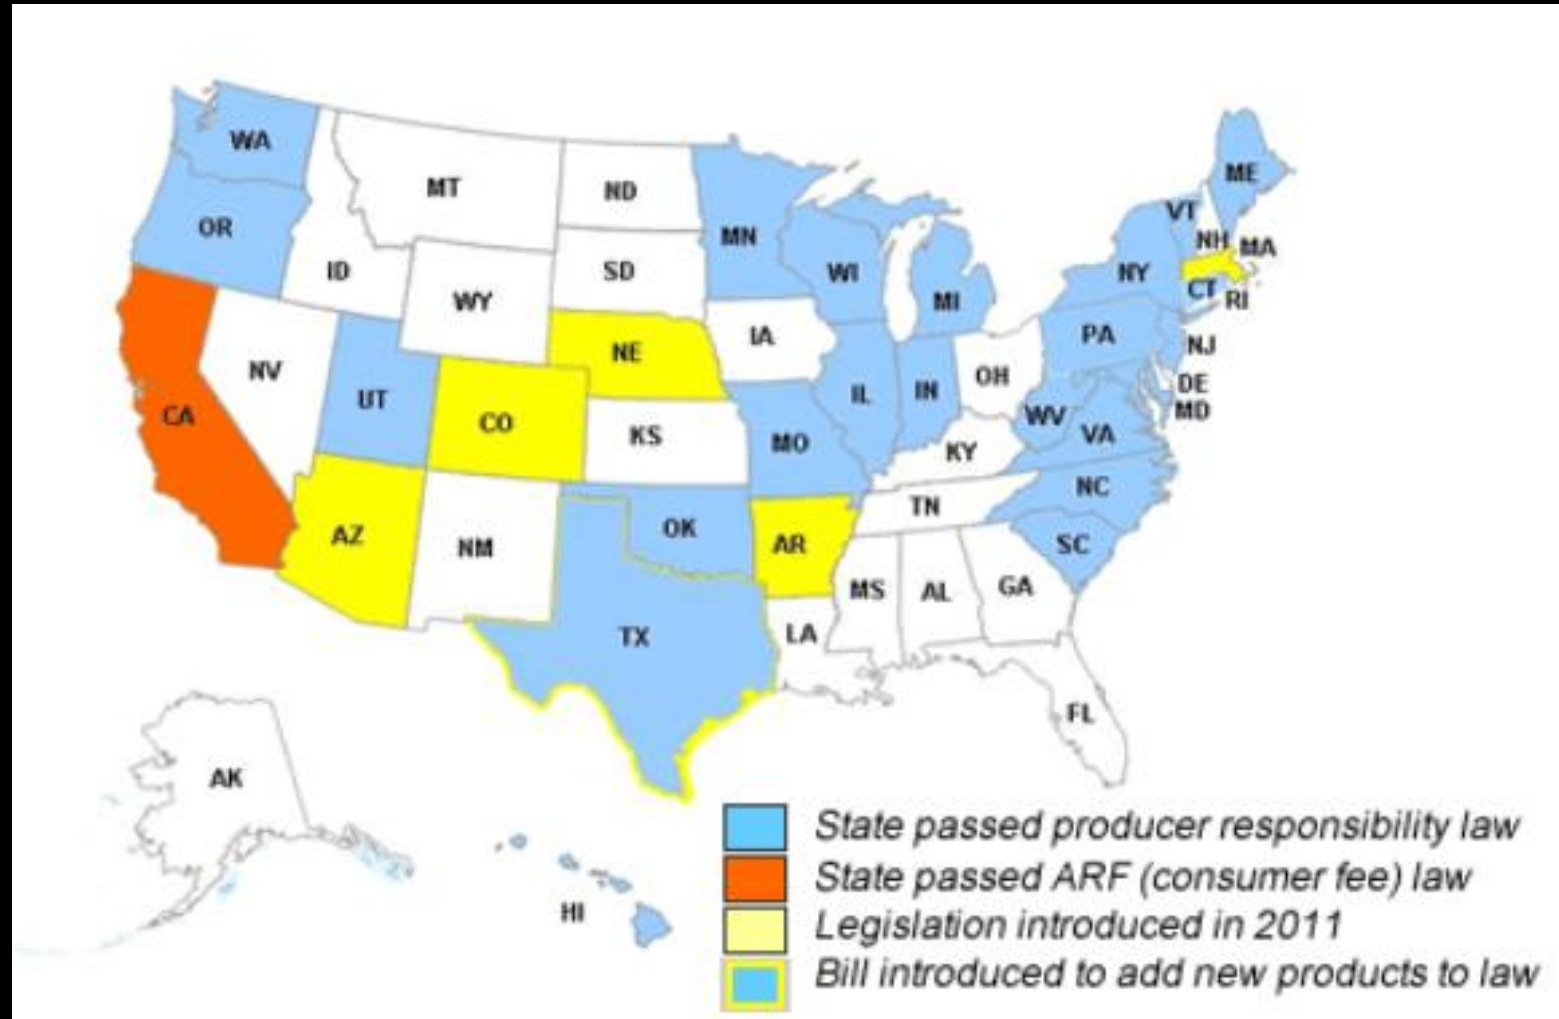 WA
ME
MT
ND
VT
OR
MN
NH
MA
ID
SD
WI
NY
WY
MI
CT
RI
IA
PA
NE
NJ
NV
OH
UT
IL
IN
DE
CA
CO
WV
MD
KS
MO
VA
KY
NC
TN
OK
AZ
NM
AR
SC
MS
AL
GA
TX
LA
FL
AK
HI
State passed producer responsibility law
State passed ARF (consumer fee) law
Legislation introduced in 2011
Bill introduced to add new products to law